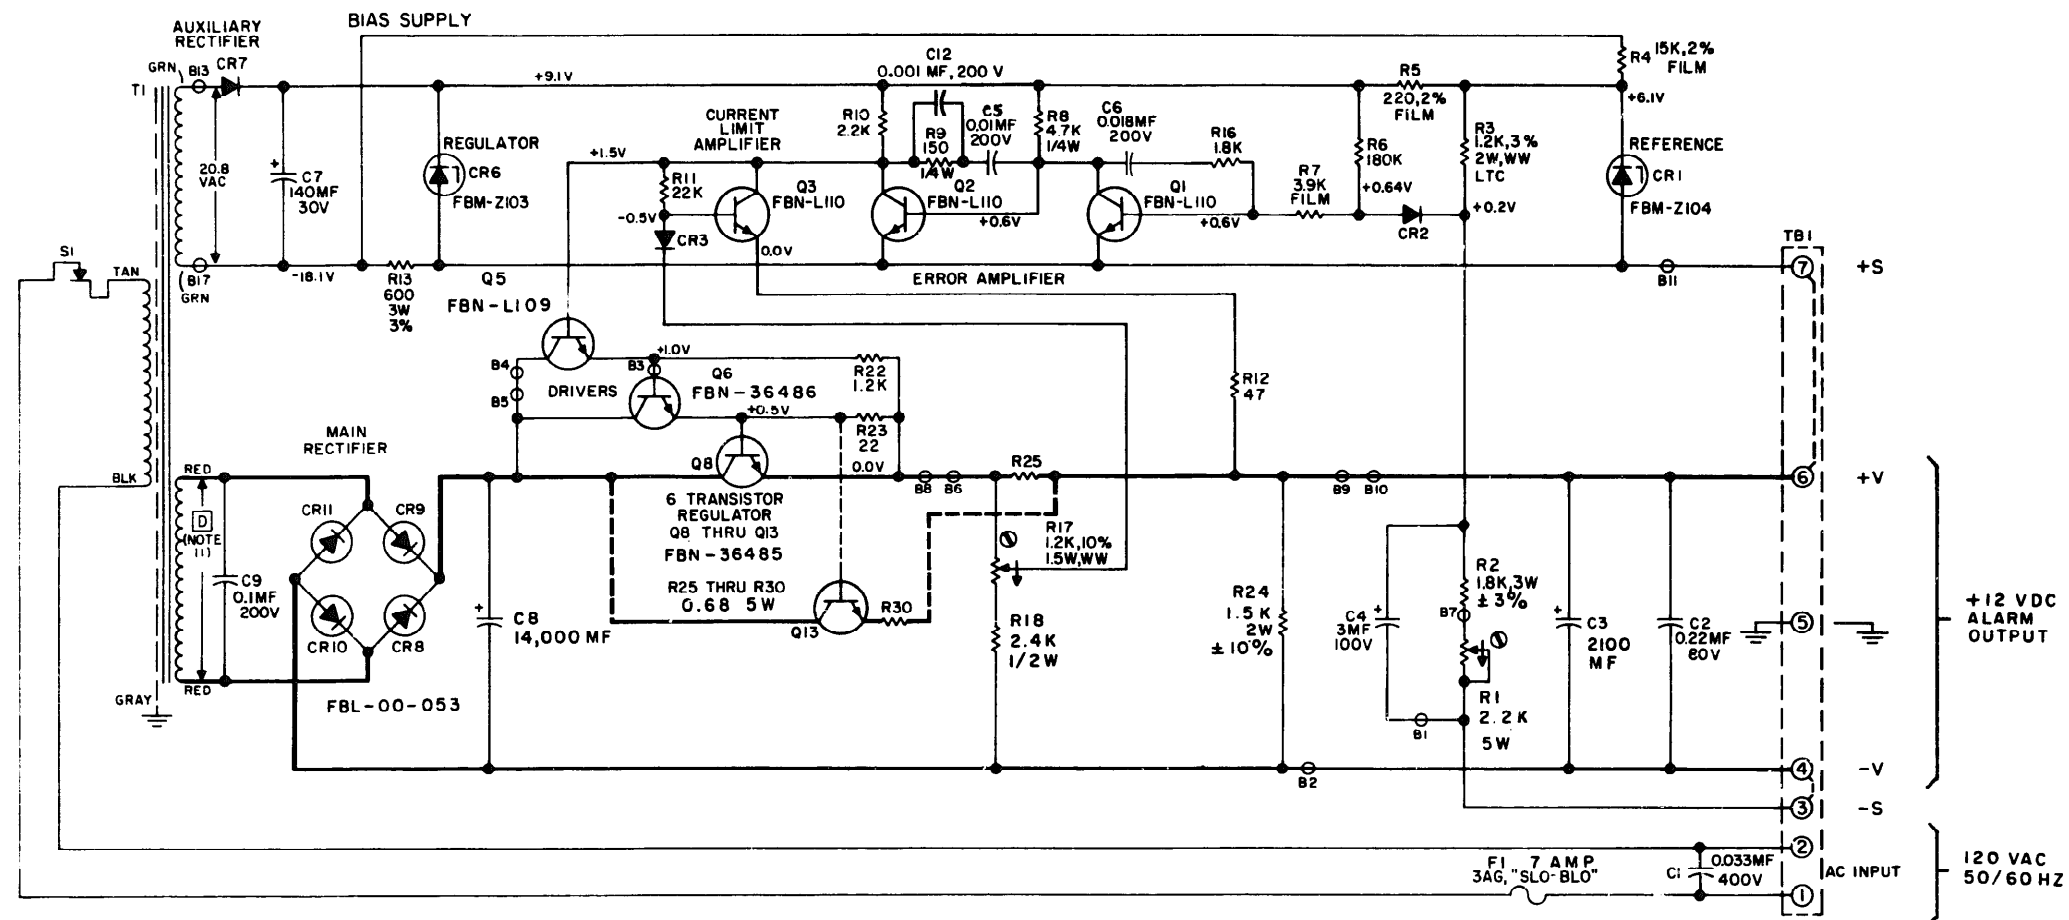 BIAS SUPPLY
AUXILIARY
RECTIFIER
GRN
B13
CR7
T1
20.8
VAC
C7
140MF
30V
+
B17
GRN
-18.1V
+9.1V
REGULATOR
CR6
FBM-Z103
R13
600
3W
3%
CURRENT
LIMIT
AMPLIFIER
+1.5V
R11
22K
-0.5V
CR3
Q3
FBN-L110
0.0V
C12
0.001 MF, 200 V
R10
2.2K
R9
150
1/4W
C5
0.01MF
200V
Q2
FBN-L110
+0.6V
R8
4.7K
1/4W
C6
0.018MF
200V
R16
1.8K
Q1
FBN-L110
+0.6V
ERROR AMPLIFIER
R7
3.9K
FILM
R5
220,2%
FILM
R6
180K
+0.64V
CR2
R3
1.2K,3%
2W,WW
LTC
+0.2V
R4
15K,2%
FILM
+6.1V
REFERENCE
CR1
FBM-Z104
B11
TB1
7
+S
S1
TAN
BLK
GRAY
Q5
FBN-L109
+1.0V
B4
B5
DRIVERS
B3
Q6
FBN-36486
R22
1.2K
+0.5V
R23
22
0.0V
R12
47
MAIN
RECTIFIER
RED
D
(NOTE
11)
RED
C9
0.1MF
200V
CR11
CR9
CR10
CR8
FBL-00-053
+
C8
14,000 MF
Q8
6 TRANSISTOR
REGULATOR
Q8 THRU Q13
FBN-36485
R25 THRU R30
0.68 5W
Q13
R30
B8
B6
R25
R17
1.2K,10%
1.5W,WW
R18
2.4K
1/2W
R24
1.5K
2W
±10%
B9
B10
B2
+
C4
3MF
100V
B1
R2
1.8K,3W
±3%
B7
R1
2.2K
5W
+
C3
2100
MF
C2
0.22MF
80V
6
+V
5
4
-V
3
-S
+12 VDC
ALARM
OUTPUT
F1 7 AMP
3AG, "SLO-BLO"
C1
0.033MF
400V
2
1
AC INPUT
120 VAC
50/60 HZ